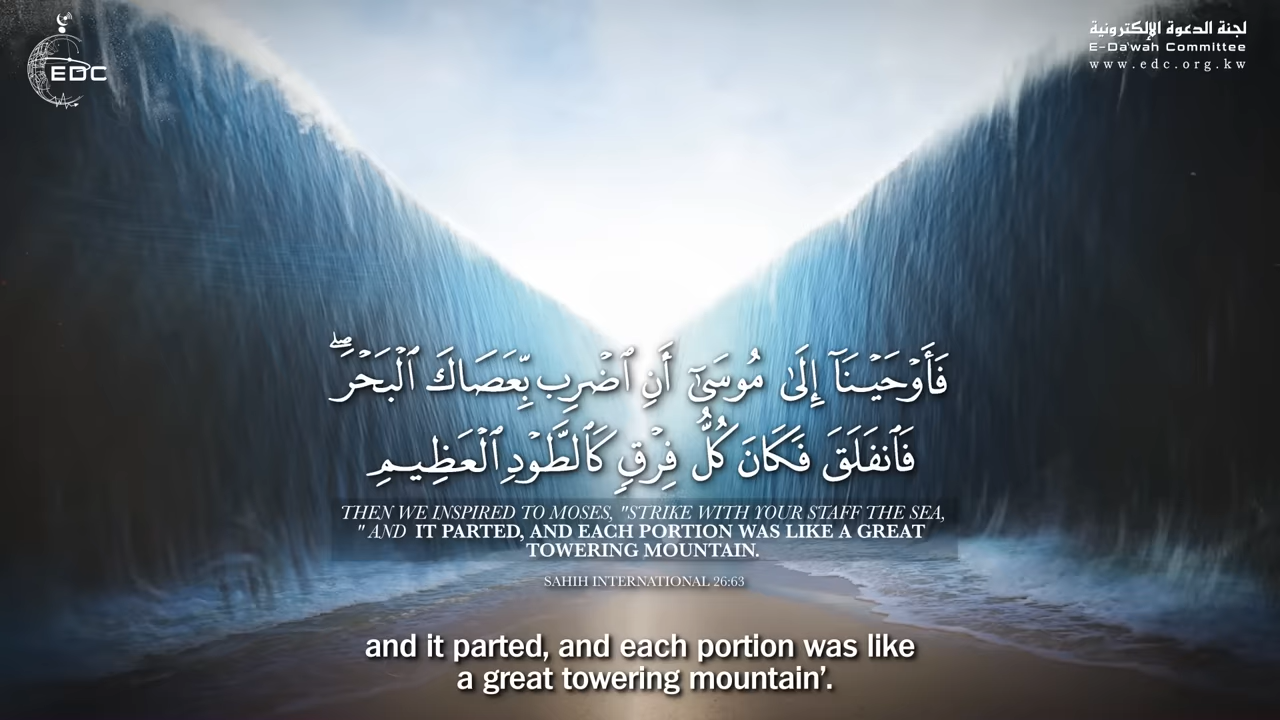 EDC
لجنة الدعوة الإلكترونية
E-Da'wah Committee
www.edc.org.kw
فَأَوْحَيْنَآ إِلَىٰ مُوسَىٰٓ أَنِ ٱضْرِب بِّعَصَاكَ ٱلْبَحْرَ ۖ
فَٱنفَلَقَ فَكَانَ كُلُّ فِرْقٍ كَٱلطَّوْدِ ٱلْعَظِيمِ
THEN WE INSPIRED TO MOSES, "STRIKE WITH YOUR STAFF THE SEA,
" AND IT PARTED, AND EACH PORTION WAS LIKE A GREAT
TOWERING MOUNTAIN.
SAHIH INTERNATIONAL 26:63
and it parted, and each portion was like
a great towering mountain’.